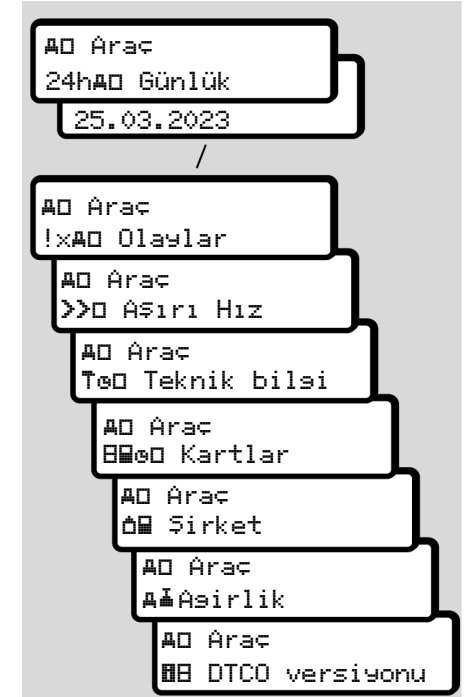 Araç
24h Günlük
25.03.2023
/
Araç
!x Olaylar
Araç
>> Aşırı Hız
Araç
Teknik bilgi
Araç
Kartlar
Araç
Şirket
Araç
Agirlik
Araç
DTCO versiyonu